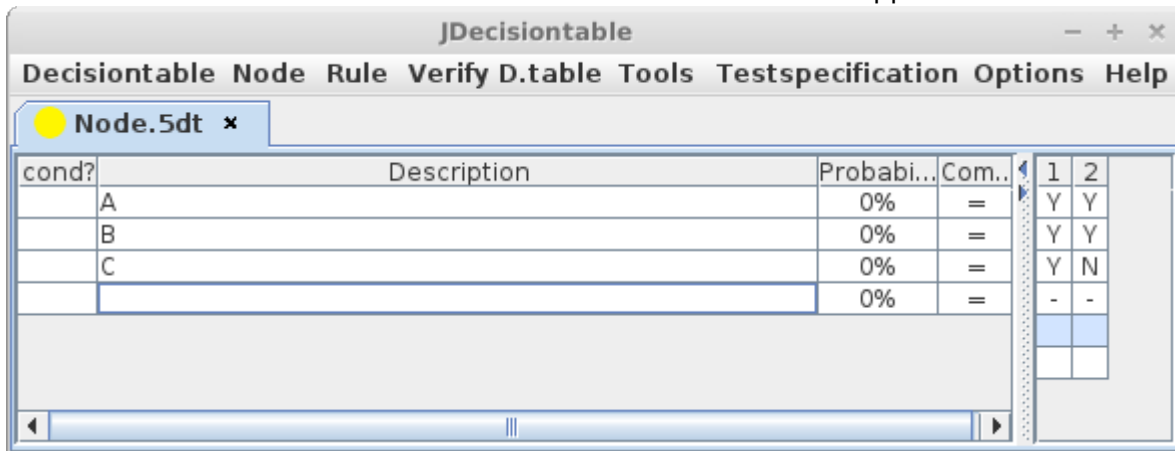 JDecisiontable
Decisiontable Node Rule Verify D.table Tools Testspecification Options Help
Node.5dt ×
cond? Description Probabi... Com.. 1 2
A 0% = Y Y
B 0% = Y Y
C 0% = Y N
0% = - -